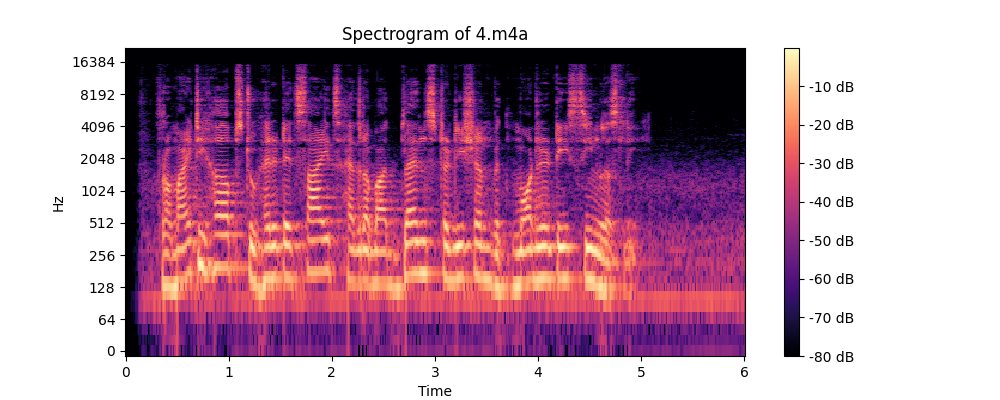 Spectrogram of 4.m4a
16384
8192
4096
2048
1024
512
256
128
64
0
Hz
0 1 2 3 4 5 6
Time
-10 dB
-20 dB
-30 dB
-40 dB
-50 dB
-60 dB
-70 dB
-80 dB